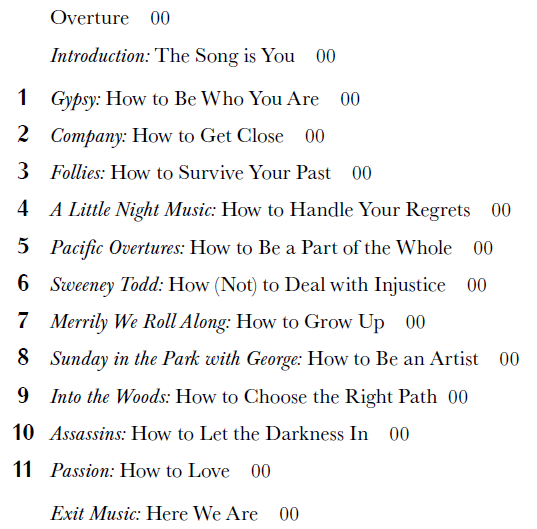 Overture 00
Introduction: The Song is You 00
1 Gypsy: How to Be Who You Are 00
2 Company: How to Get Close 00
3 Follies: How to Survive Your Past 00
4 A Little Night Music: How to Handle Your Regrets 00
5 Pacific Overtures: How to Be a Part of the Whole 00
6 Sweeney Todd: How (Not) to Deal with Injustice 00
7 Merrily We Roll Along: How to Grow Up 00
8 Sunday in the Park with George: How to Be an Artist 00
9 Into the Woods: How to Choose the Right Path 00
10 Assassins: How to Let the Darkness In 00
11 Passion: How to Love 00
Exit Music: Here We Are 00